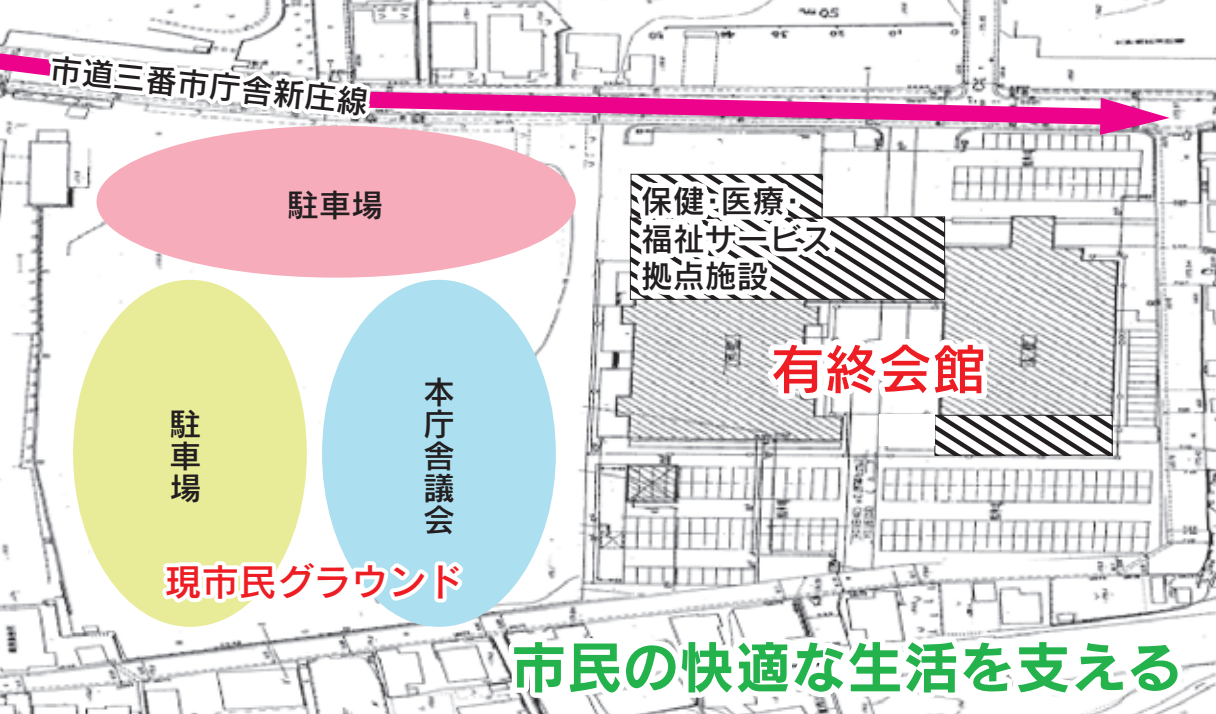 市道三番市庁舎新庄線
駐車場
保健・医療・
福祉サービス
拠点施設
有終会館
駐車場
本庁舎議会
現市民グラウンド
市民の快適な生活を支える